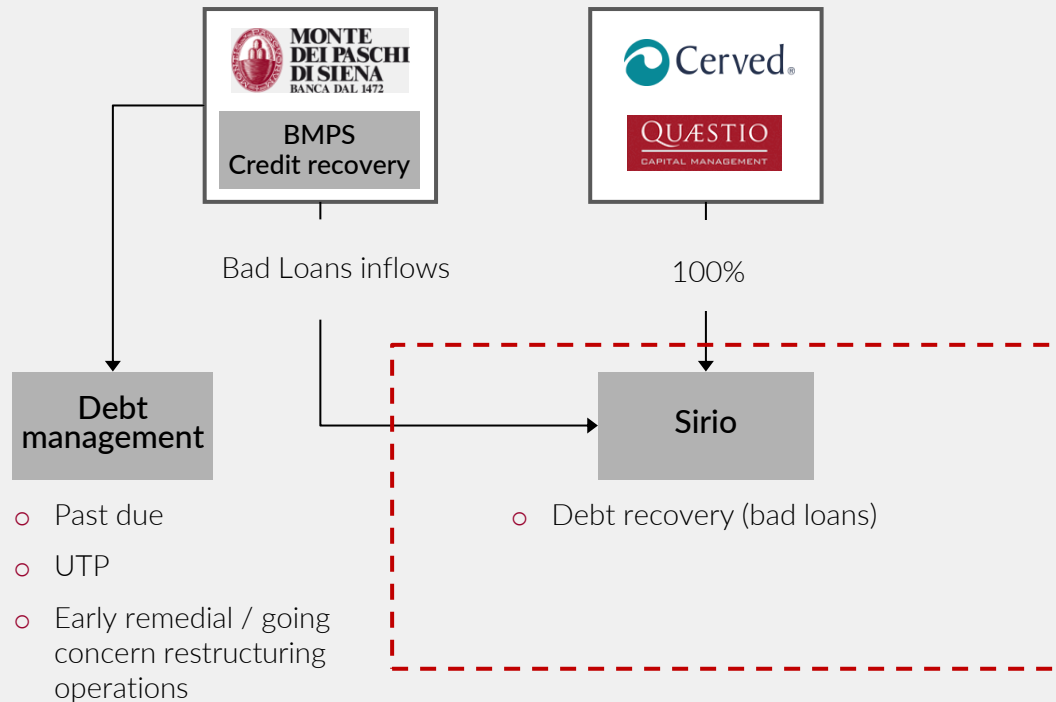 MONTE
DEI PASCHI
DI SIENA
BANCA DAL 1472
BMPS
Credit recovery
Cerved®
QUÆSTIO
CAPITAL MANAGEMENT
Bad Loans inflows
100%
Debt
management
Sirio
o Past due
o UTP
o Early remedial / going
concern restructuring
operations
o Debt recovery (bad loans)